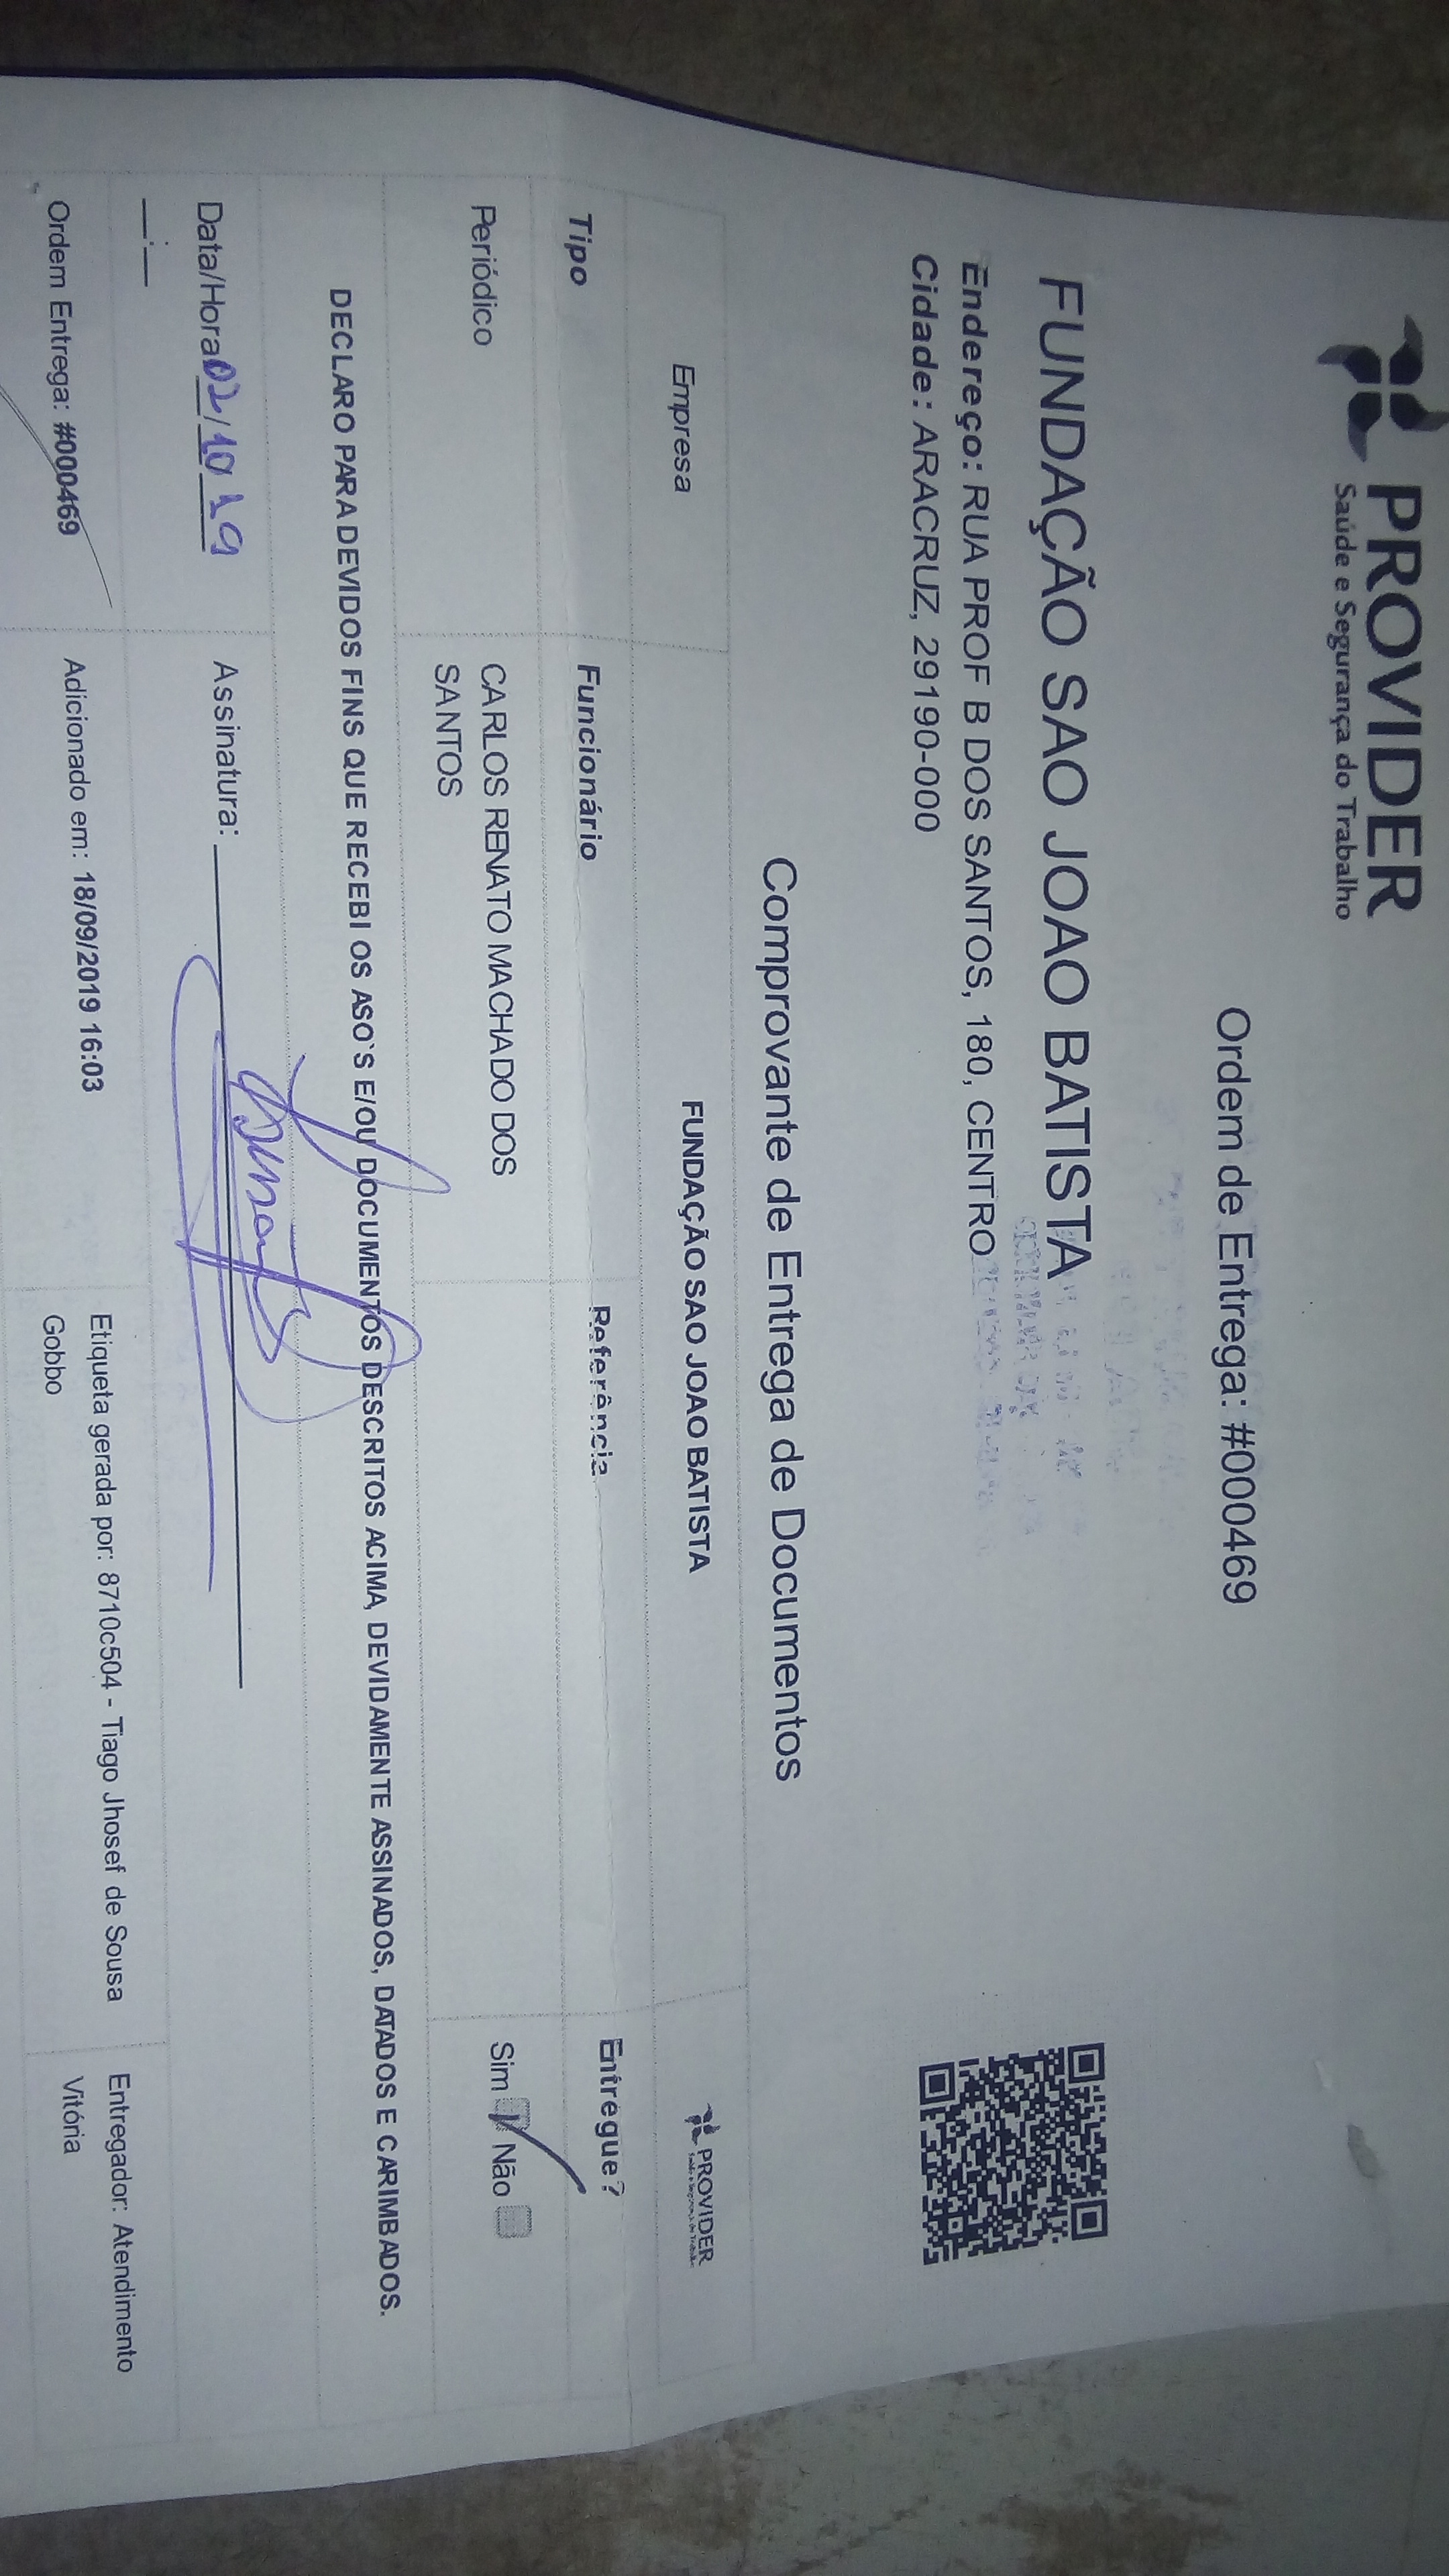 PROVIDER
Saúde e Segurança do Trabalho
Ordem de Entrega: #000469
FUNDAÇÃO SAO JOAO BATISTA
Endereço: RUA PROF B DOS SANTOS, 180, CENTRO
Cidade: ARACRUZ, 29190-000
Comprovante de Entrega de Documentos
Empresa FUNDAÇÃO SAO JOAO BATISTA PROVIDER
Saúde e Segurança do Trabalho
Tipo Funcionário Referência Entregue?
Periódico CARLOS RENATO MACHADO DOS Sim Não
SANTOS
DECLARO PARA DEVIDOS FINS QUE RECEBI OS ASO`S E/OU DOCUMENTOS DESCRITOS ACIMA, DEVIDAMENTE ASSINADOS, DATADOS E CARIMBADOS.
Data/Hora 02/10 19 Assinatura:
__:__
Ordem Entrega: #000469 Adicionado em: 18/09/2019 16:03 Etiqueta gerada por: 8710c504 - Tiago Jhosef de Sousa Entregador: Atendimento
Gobbo Vitória